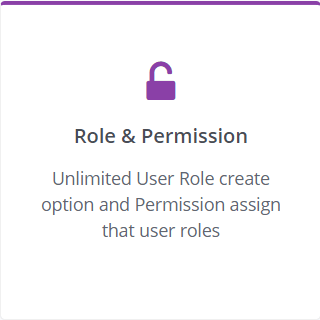 Role & Permission
Unlimited User Role create
option and Permission assign
that user roles